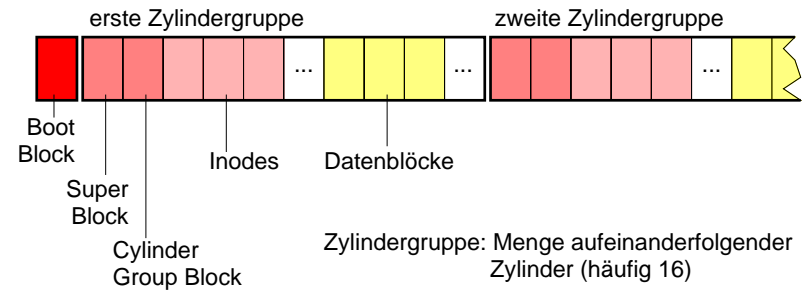 erste Zylindergruppe
zweite Zylindergruppe
...
...
...
Boot
Block
Inodes
Datenblöcke
Super
Block
Cylinder
Group Block
Zylindergruppe: Menge aufeinanderfolgender
Zylinder (häufig 16)